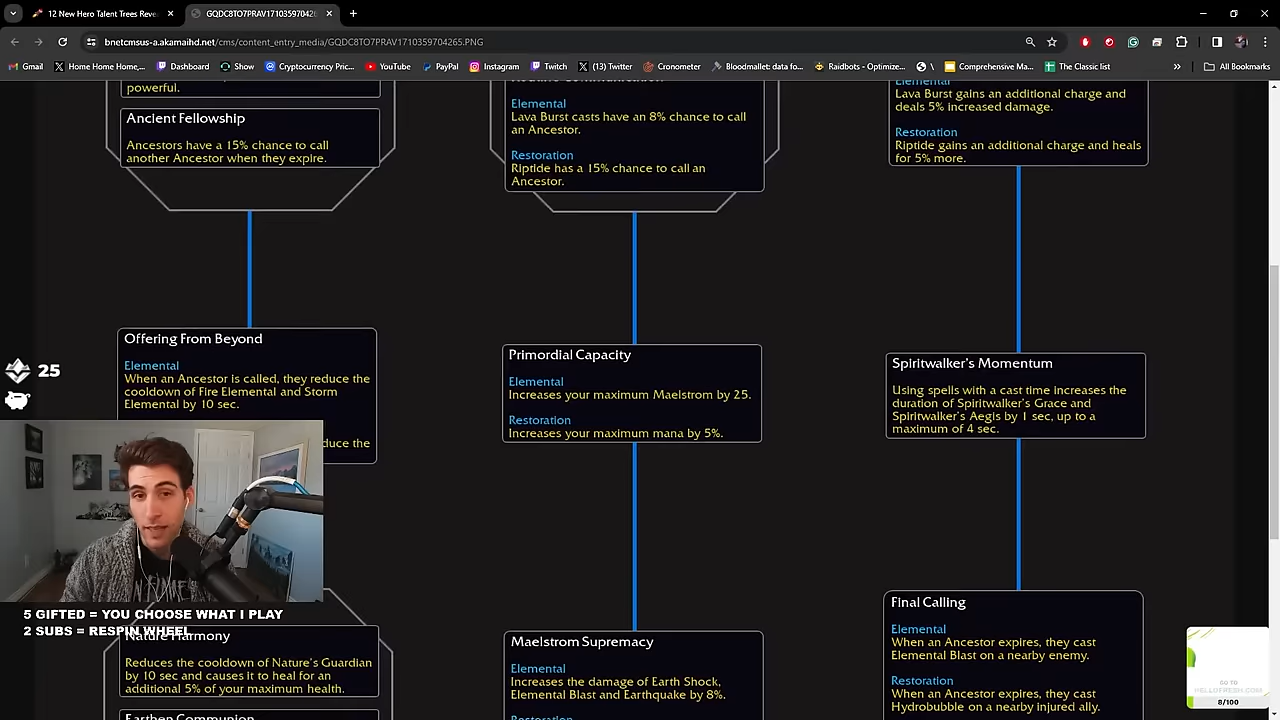 12 New Hero Talent Trees Reve
GQDC8TO7PRAV171035970426
bnetcmsus-a.akamaihd.net/cms/content_entry_media/GQDC8TO7PRAV1710359704265.PNG
Gmail
Home Home Home,...
Dashboard
Show
Cryptocurrency Pric...
YouTube
PayPal
Instagram
Twitch
(13) Twitter
Cronometer
Bloodmallet: data fo...
Raidbots - Optimize...
\
Comprehensive Ma...
The Classic list
»
All Bookmarks
powerful.
Ancient Fellowship
Ancestors have a 15% chance to call
another Ancestor when they expire.
Elemental
Lava Burst casts have an 8% chance to call
an Ancestor.
Restoration
Riptide has a 15% chance to call an
Ancestor.
Elemental
Lava Burst gains an additional charge and
deals 5% increased damage.
Restoration
Riptide gains an additional charge and heals
for 5% more.
Offering From Beyond
Elemental
When an Ancestor is called, they reduce the
cooldown of Fire Elemental and Storm
Elemental by 10 sec.
duce the
25
Primordial Capacity
Elemental
Increases your maximum Maelstrom by 25.
Restoration
Increases your maximum mana by 5%.
Spiritwalker's Momentum
Using spells with a cast time increases the
duration of Spiritwalker's Grace and
Spiritwalker's Aegis by 1 sec, up to a
maximum of 4 sec.
5 GIFTED = YOU CHOOSE WHAT I PLAY
2 SUBS = RESPIN WHEEL
Nature Harmony
Reduces the cooldown of Nature's Guardian
by 10 sec and causes it to heal for an
additional 5% of your maximum health.
Earthen Communion
Maelstrom Supremacy
Elemental
Increases the damage of Earth Shock,
Elemental Blast and Earthquake by 8%.
Restoration
Final Calling
Elemental
When an Ancestor expires, they cast
Elemental Blast on a nearby enemy.
Restoration
When an Ancestor expires, they cast
Hydrobubble on a nearby injured ally.
GO TO
HELLOFRESH.COM
8/100